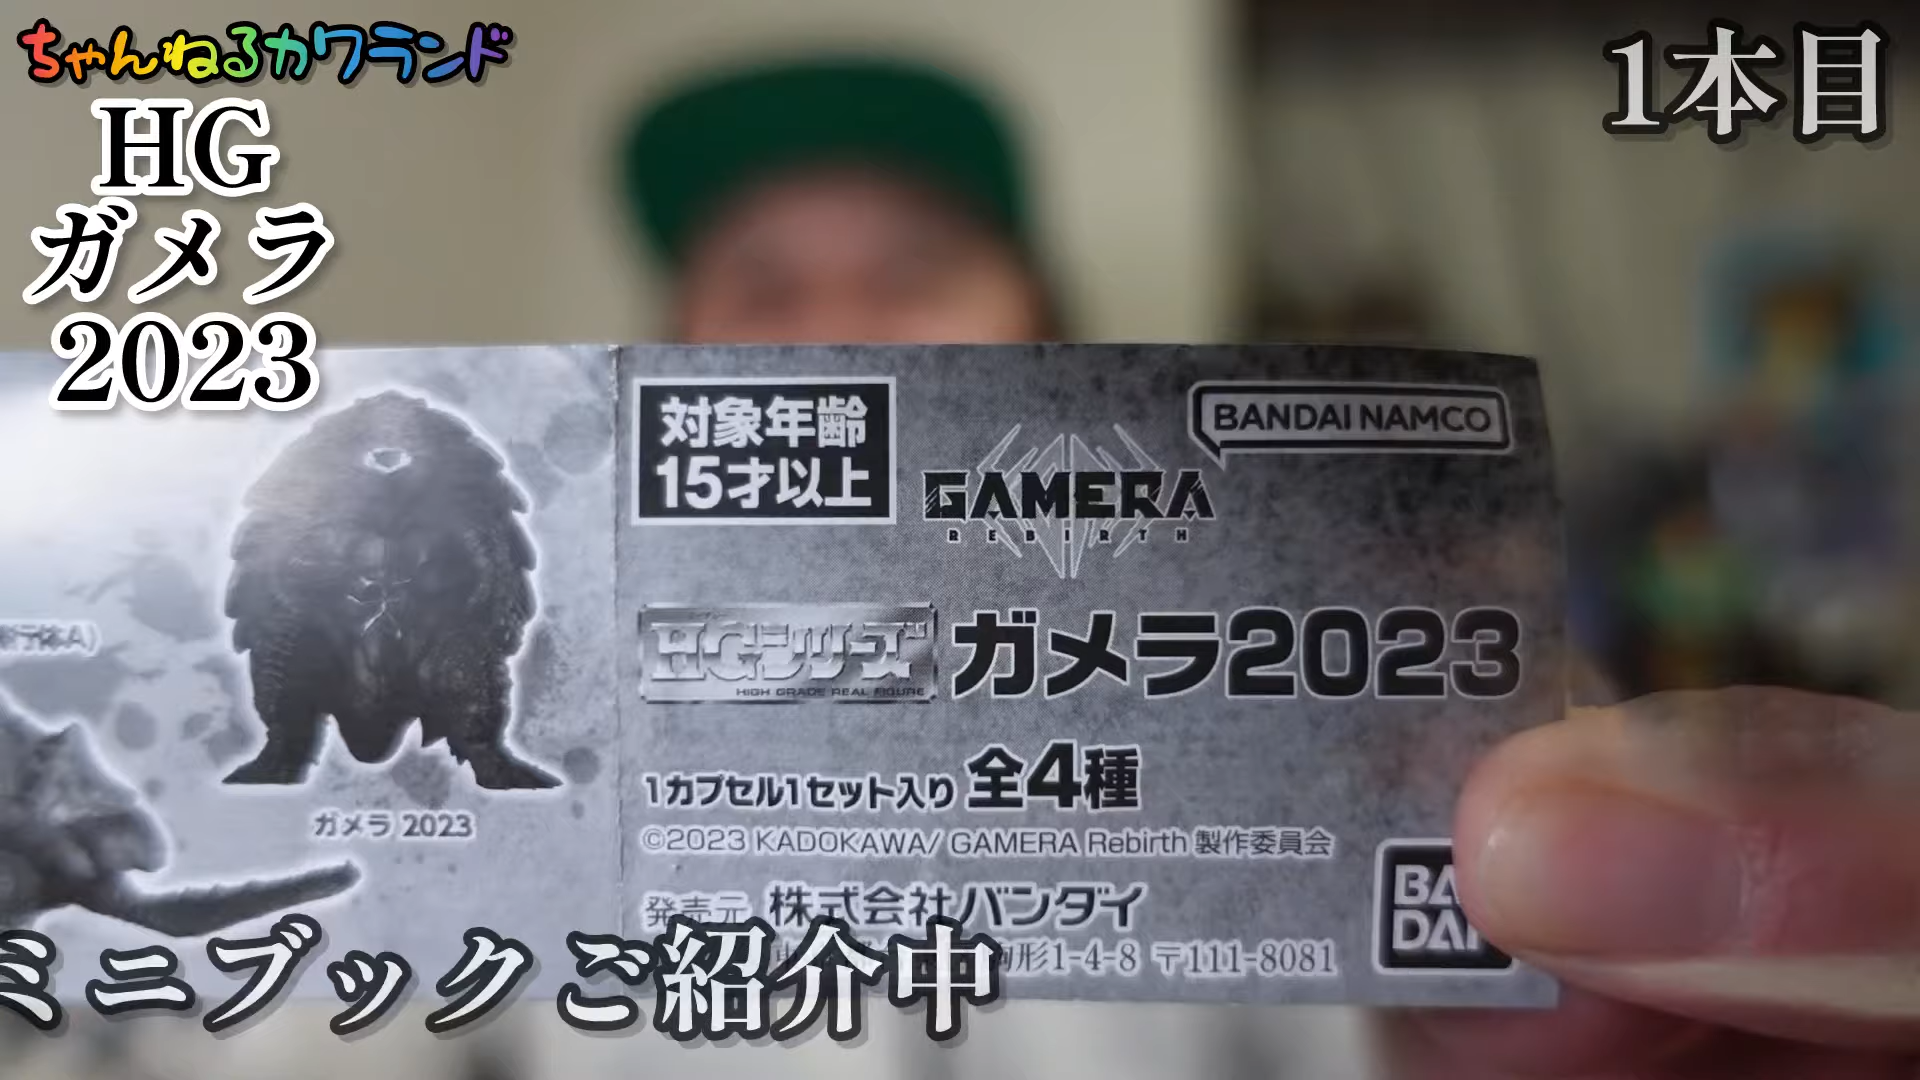 ちゃんねるカワランド
1本目
HG
ガメラ
2023
対象年齢
15才以上
BANDAI NAMCO
GAMERA
REBIRTH
HGシリーズ
HIGH GRADE REAL FIGURE
ガメラ2023
1カプセル1セット入り 全4種
©2023 KADOKAWA/ GAMERA Rebirth 製作委員会
発売元 株式会社バンダイ
形1-4-8 〒111-8081
ガメラ 2023
ミニブックご紹介中